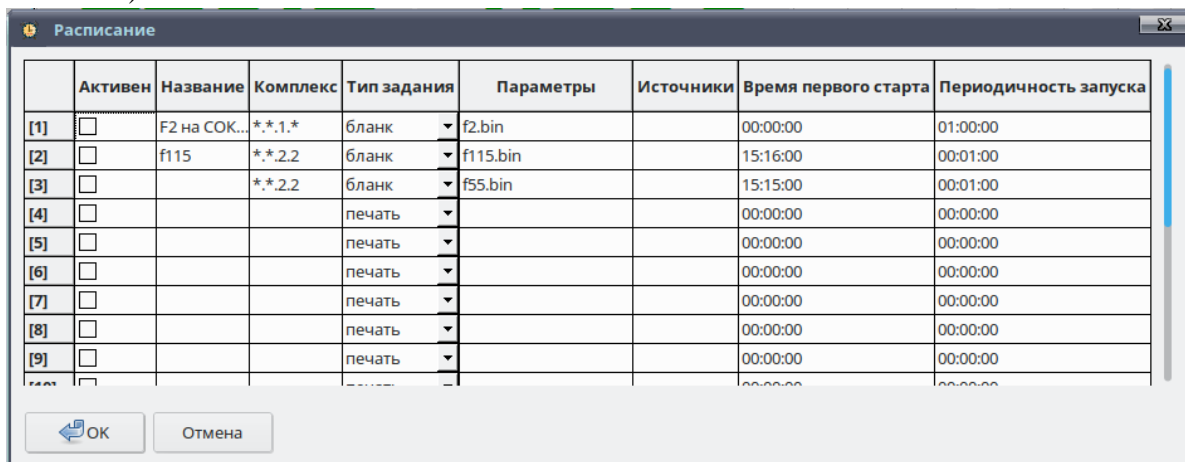 Расписание
Активен Название Комплекс Тип задания Параметры Источники Время первого старта Периодичность запуска
[1] F2 на СОК... *.*.1.* бланк f2.bin 00:00:00 01:00:00
[2] f115 *.*.2.2 бланк f115.bin 15:16:00 00:01:00
[3] *.*.2.2 бланк f55.bin 15:15:00 00:01:00
[4] печать 00:00:00 00:00:00
[5] печать 00:00:00 00:00:00
[6] печать 00:00:00 00:00:00
[7] печать 00:00:00 00:00:00
[8] печать 00:00:00 00:00:00
[9] печать 00:00:00 00:00:00
OK Отмена